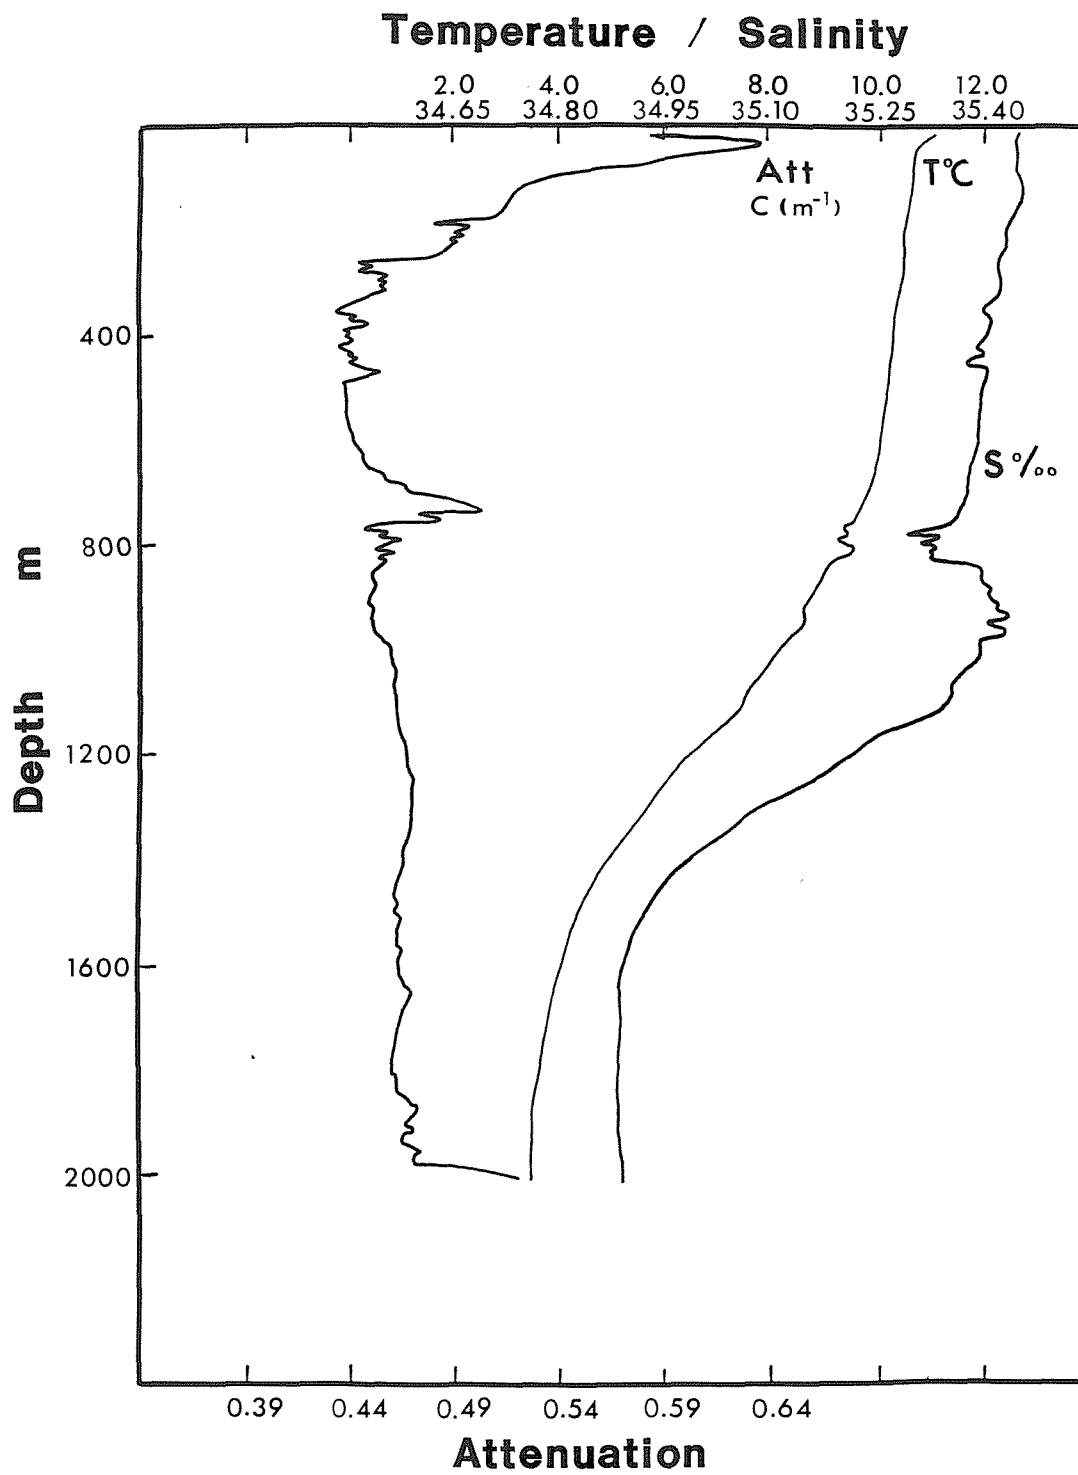 Temperature / Salinity
2.0 4.0 6.0 8.0 10.0 12.0
34.65 34.80 34.95 35.10 35.25 35.40
Att
C (m⁻¹)
T°C
S‰
400
800
1200
1600
2000
Depth m
0.39 0.44 0.49 0.54 0.59 0.64
Attenuation